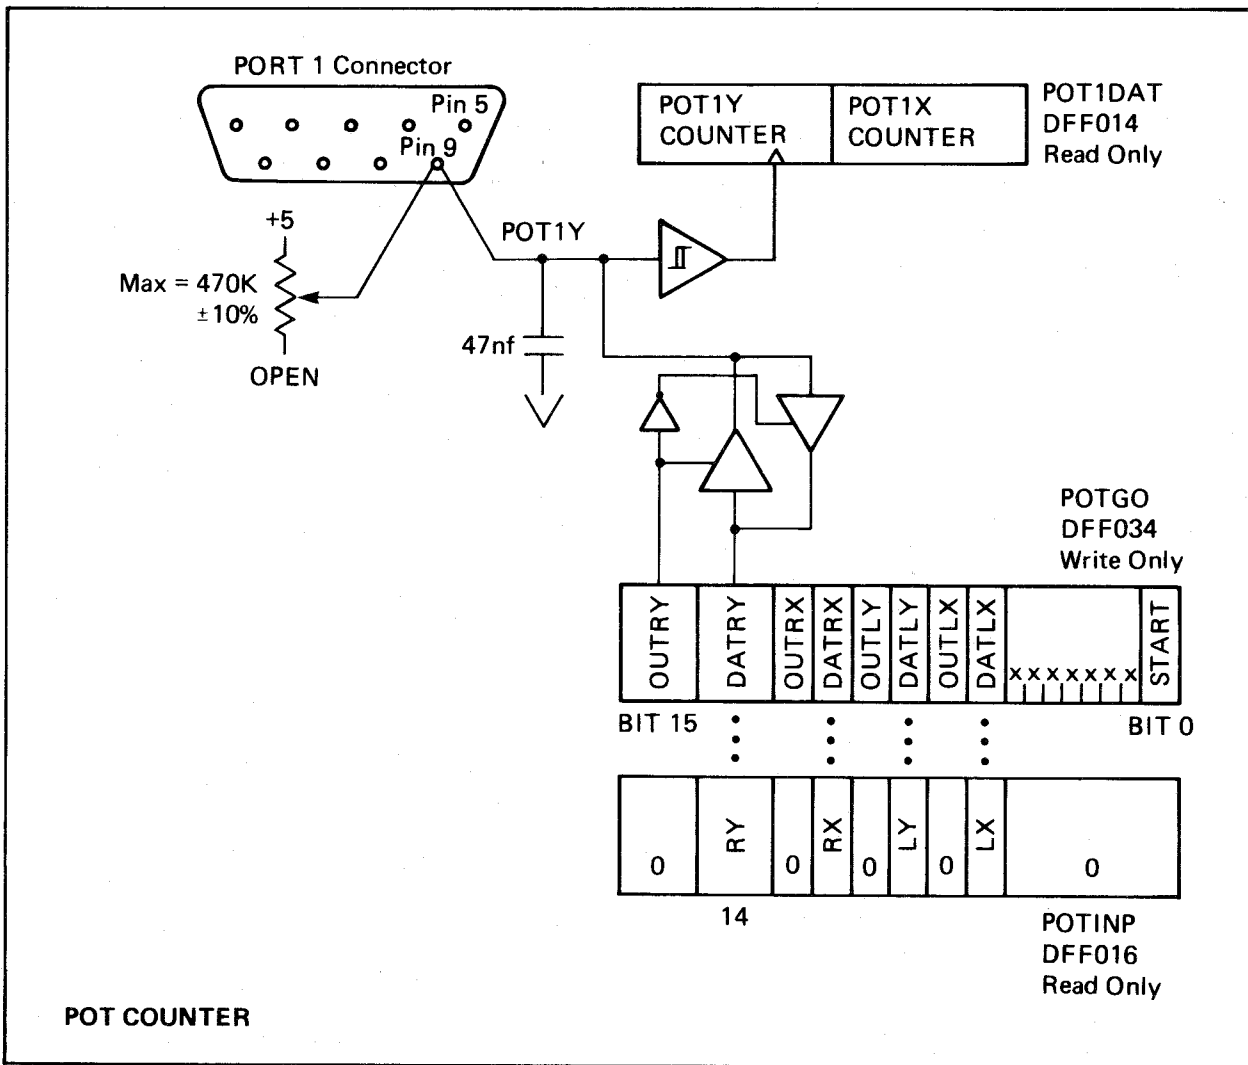 PORT 1 Connector
Pin 5
Pin 9
POT1Y
COUNTER
POT1X
COUNTER
POT1DAT
DFF014
Read Only
+5
Max = 470K
±10%
OPEN
POT1Y
47nf
POTGO
DFF034
Write Only
OUTRY
DATRY
OUTRX
DATRX
OUTLY
DATLY
OUTLX
DATLX
x x x x x x x
START
BIT 15
BIT 0
0
RY
0
RX
0
LY
0
LX
0
14
POTINP
DFF016
Read Only
POT COUNTER